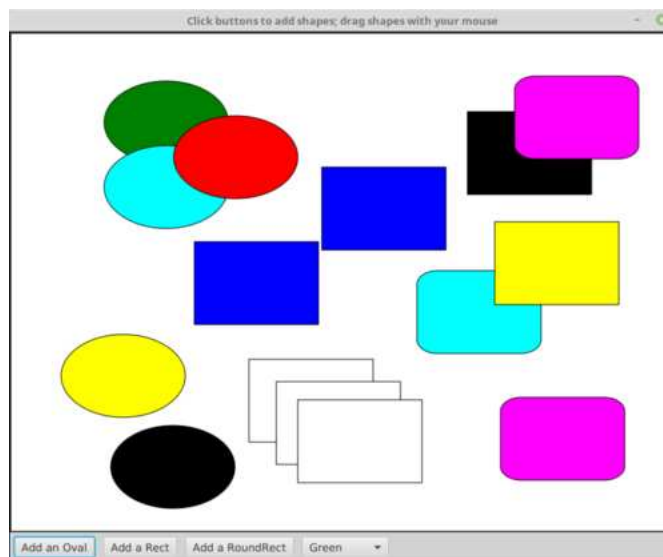 Click buttons to add shapes; drag shapes with your mouse
Add an Oval Add a Rect Add a RoundRect Green